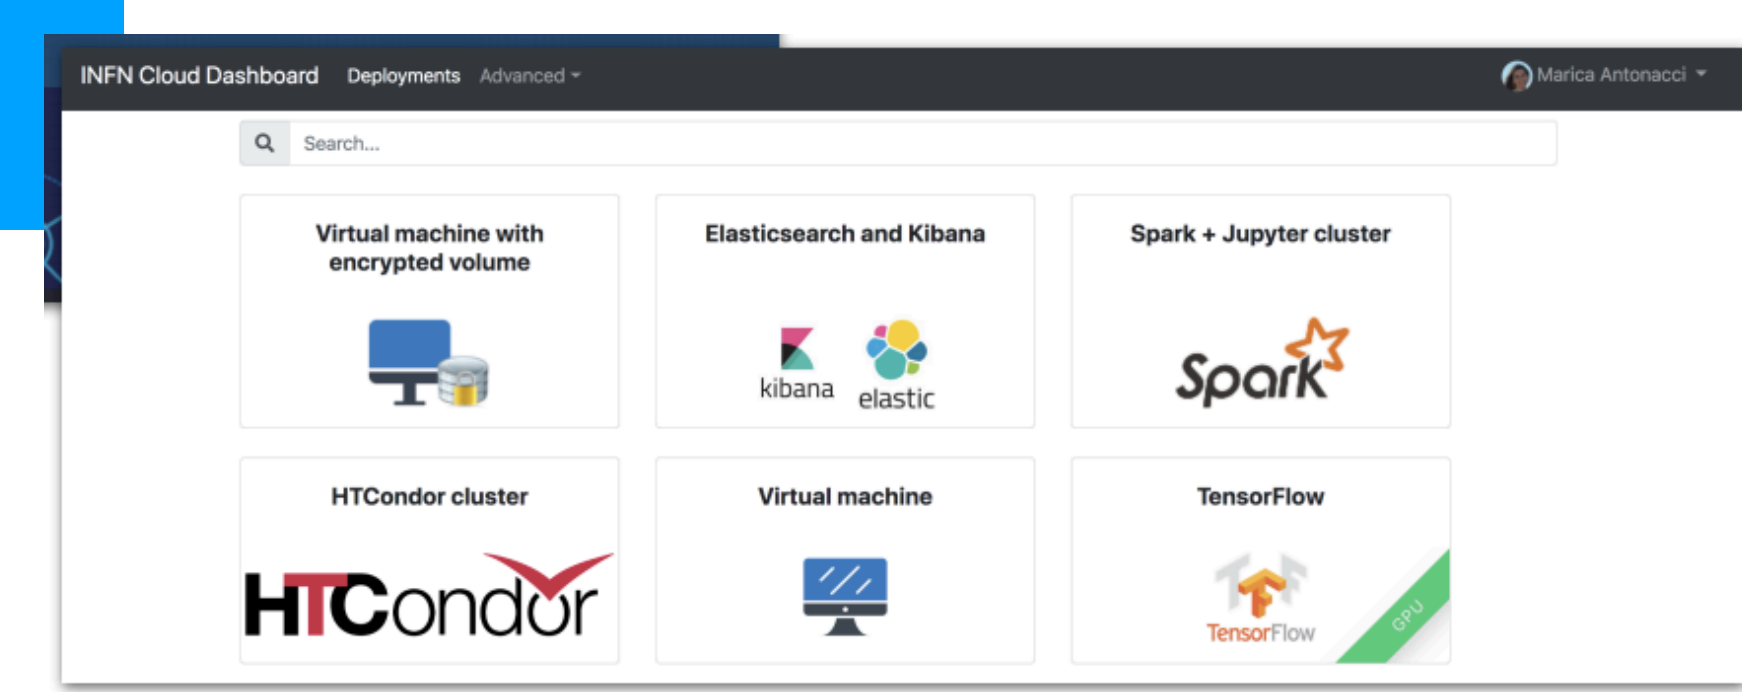 INFN Cloud Dashboard Deployments Advanced Marica Antonacci
Search...
Virtual machine with
encrypted volume
Elasticsearch and Kibana
kibana
elastic
Spark + Jupyter cluster
Spark
HTCondor cluster
HTCondor
Virtual machine
TensorFlow
TensorFlow
GPU